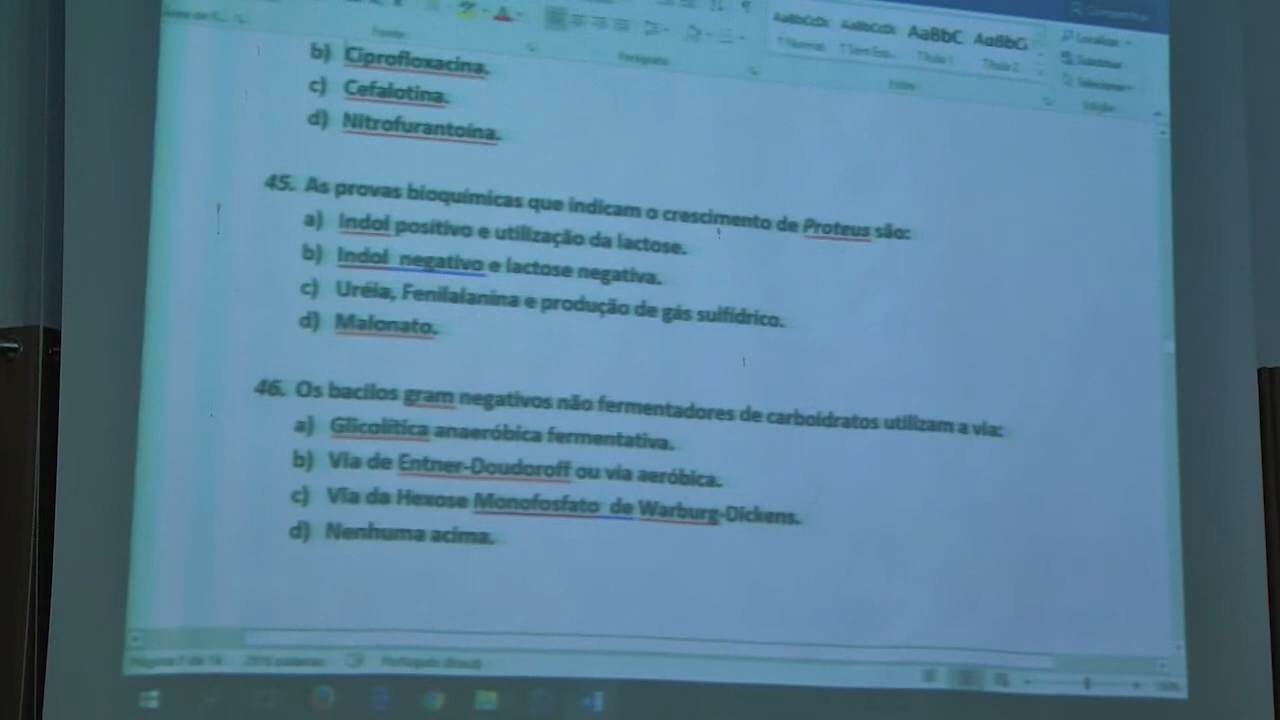 AaBbCcDc AaBbCcDc AaBbC AaBbCc
b) Ciprofloxacina.
c) Cefalotina.
d) Nitrofurantoína.
45. As provas bioquímicas que indicam o crescimento de Proteus são:
a) Indol positivo e utilização da lactose.
b) Indol negativo e lactose negativa.
c) Uréia, Fenilalanina e produção de gás sulfídrico.
d) Malonato.
46. Os bacilos gram negativos não fermentadores de carboidratos utilizam a via:
a) Glicolítica anaeróbica fermentativa.
b) Via de Entner-Doudoroff ou via aeróbica.
c) Via da Hexose Monofosfato de Warburg-Dickens.
d) Nenhuma acima.